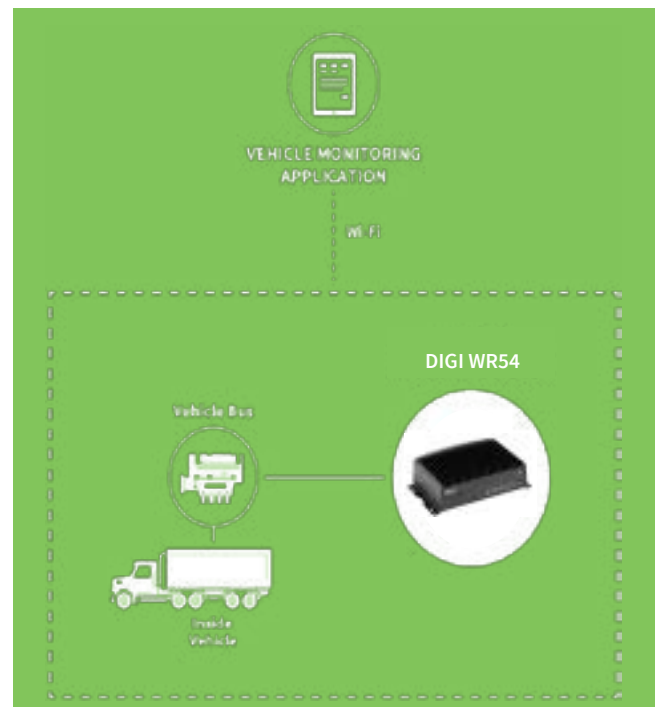 VEHICLE MONITORING
APPLICATION
Wi-Fi
DIGI WR54
Vehicle Bus
Inside
Vehicle